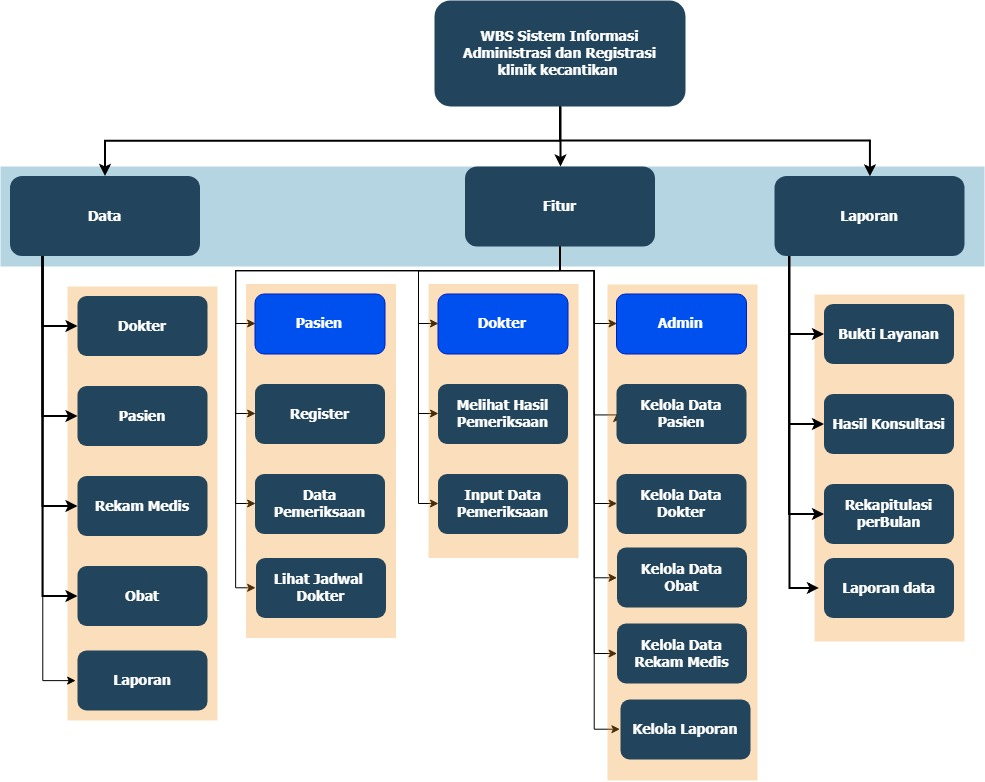 WBS Sistem Informasi
Administrasi dan Registrasi
klinik kecantikan
Data
Fitur
Laporan
Dokter
Pasien
Rekam Medis
Obat
Laporan
Pasien
Register
Data
Pemeriksaan
Lihat Jadwal
Dokter
Dokter
Melihat Hasil
Pemeriksaan
Input Data
Pemeriksaan
Admin
Kelola Data
Pasien
Kelola Data
Dokter
Kelola Data
Obat
Kelola Data
Rekam Medis
Kelola Laporan
Bukti Layanan
Hasil Konsultasi
Rekapitulasi
perBulan
Laporan data